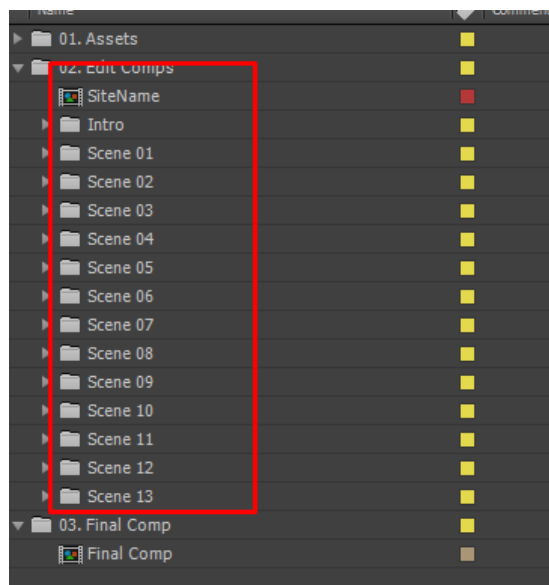 Name
Comment
01. Assets
02. Edit Comps
SiteName
Intro
Scene 01
Scene 02
Scene 03
Scene 04
Scene 05
Scene 06
Scene 07
Scene 08
Scene 09
Scene 10
Scene 11
Scene 12
Scene 13
03. Final Comp
Final Comp